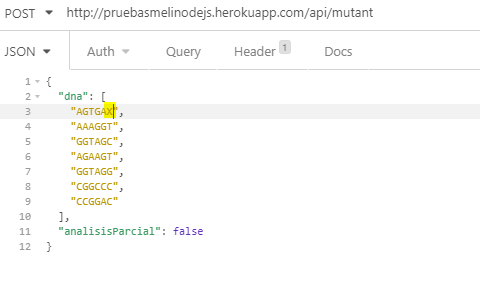 POST http://pruebasmelinodejs.herokuapp.com/api/mutant
JSON Auth Query Header 1 Docs
1 {
2 "dna": [
3 "AGTGAX",
4 "AAAGGT",
5 "GGTAGC",
6 "AGAAGT",
7 "GGTAGG",
8 "CGGCCC",
9 "CCGGAC"
10 ],
11 "analisisParcial": false
12 }